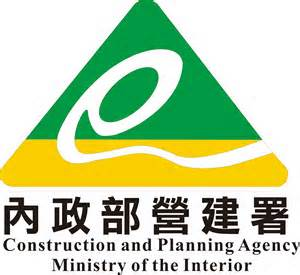 內政部營建署
Construction and Planning Agency
Ministry of the Interior